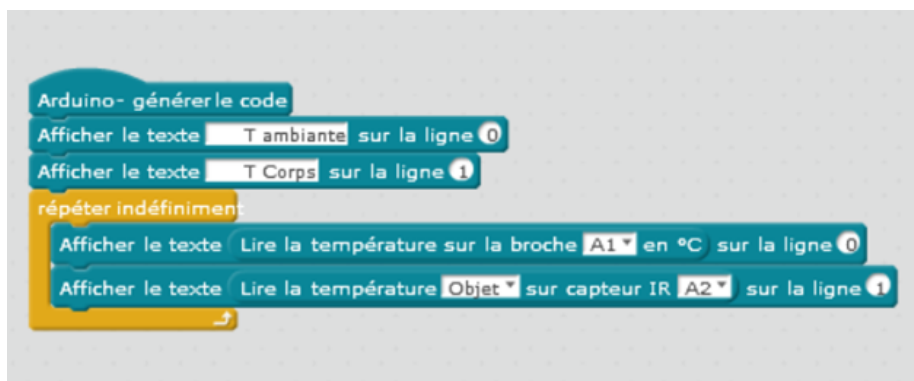 Arduino- générer le code
Afficher le texte T ambiante sur la ligne 0
Afficher le texte T Corps sur la ligne 1
répéter indéfiniment
Afficher le texte Lire la température sur la broche A1 en °C sur la ligne 0
Afficher le texte Lire la température Objet sur capteur IR A2 sur la ligne 1